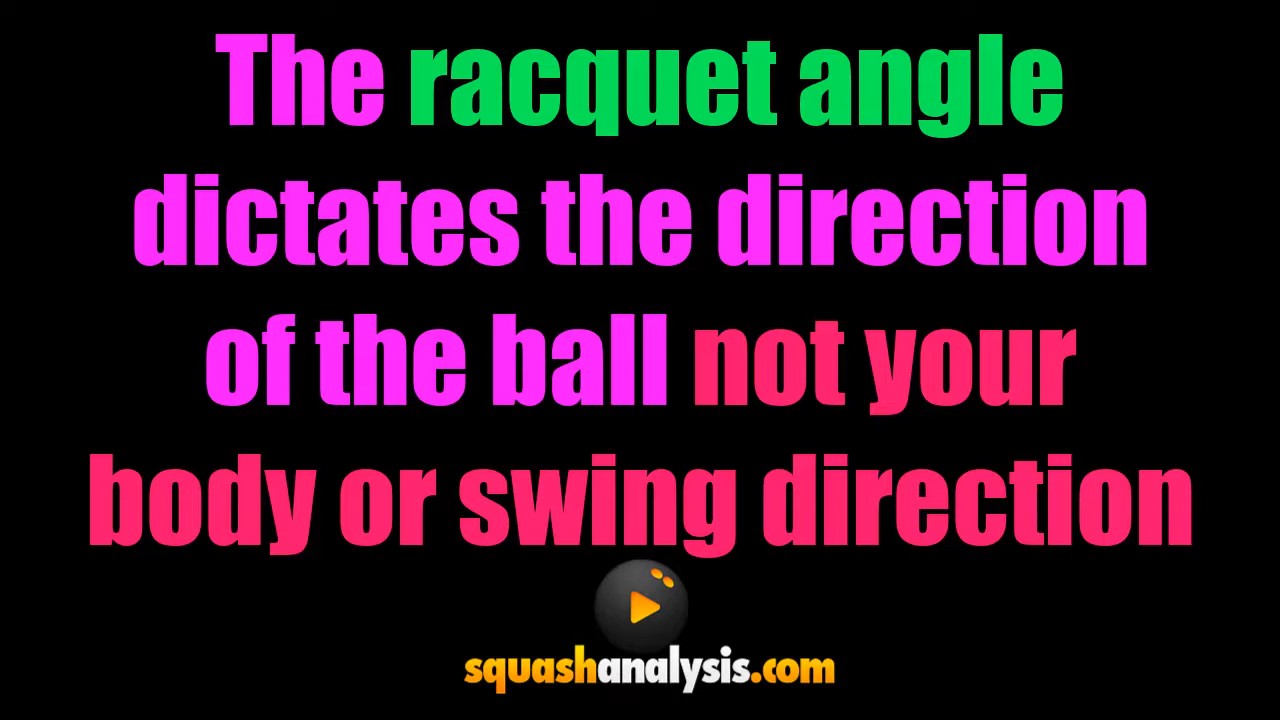 The racquet angle
dictates the direction
of the ball not your
body or swing direction
squashanalysis.com